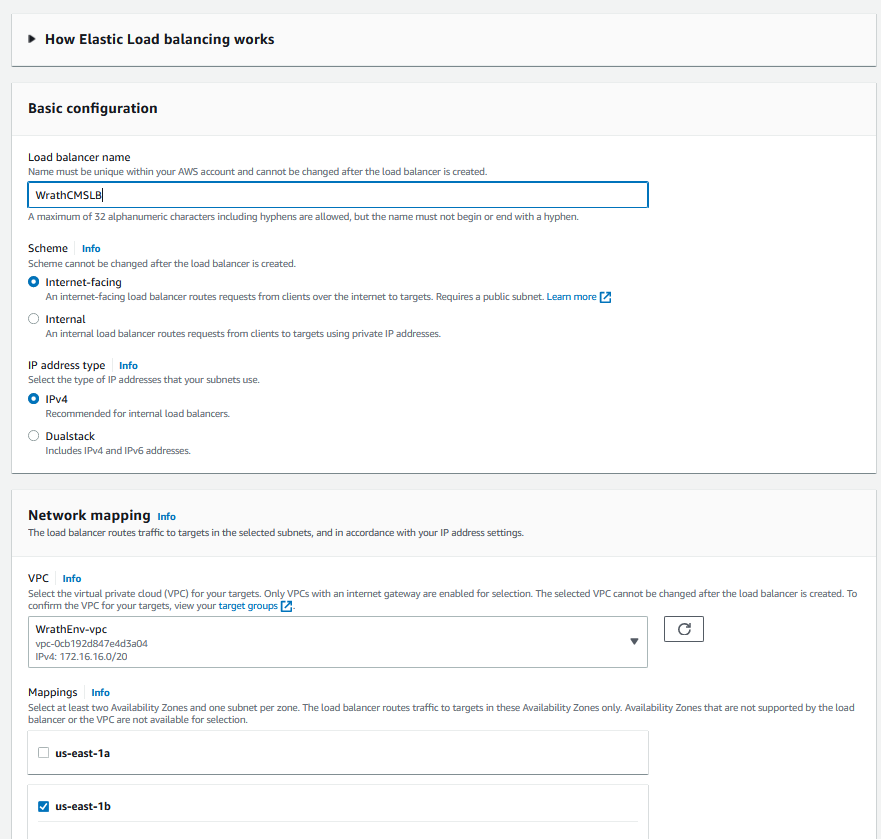 How Elastic Load balancing works
Basic configuration
Load balancer name
Name must be unique within your AWS account and cannot be changed after the load balancer is created.
WrathCMSLB
A maximum of 32 alphanumeric characters including hyphens are allowed, but the name must not begin or end with a hyphen.
Scheme Info
Scheme cannot be changed after the load balancer is created.
Internet-facing
An internet-facing load balancer routes requests from clients over the internet to targets. Requires a public subnet. Learn more
Internal
An internal load balancer routes requests from clients to targets using private IP addresses.
IP address type Info
Select the type of IP addresses that your subnets use.
IPv4
Recommended for internal load balancers.
Dualstack
Includes IPv4 and IPv6 addresses.
Network mapping Info
The load balancer routes traffic to targets in the selected subnets, and in accordance with your IP address settings.
VPC Info
Select the virtual private cloud (VPC) for your targets. Only VPCs with an internet gateway are enabled for selection. The selected VPC cannot be changed after the load balancer is created. To
confirm the VPC for your targets, view your target groups.
WrathEnv-vpc
vpc-0cb192d847e4d3a04
IPv4: 172.16.16.0/20
Mappings Info
Select at least two Availability Zones and one subnet per zone. The load balancer routes traffic to targets in these Availability Zones only. Availability Zones that are not supported by the load
balancer or the VPC are not available for selection.
us-east-1a
us-east-1b